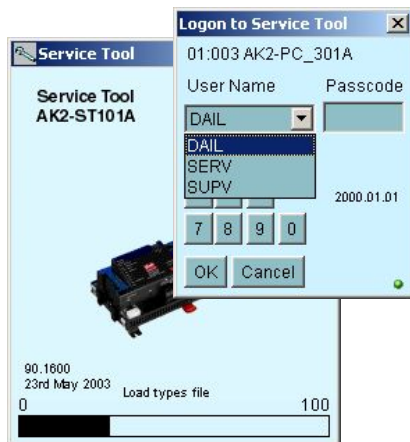 Logon to Service Tool
01:003 AK2-PC_301A
User Name Passcode
DAIL
DAIL
SERV
SUPV
2000.01.01
7 8 9 0
OK Cancel
Service Tool
Service Tool
AK2-ST101A
90.1600
23rd May 2003
Load types file
0 100